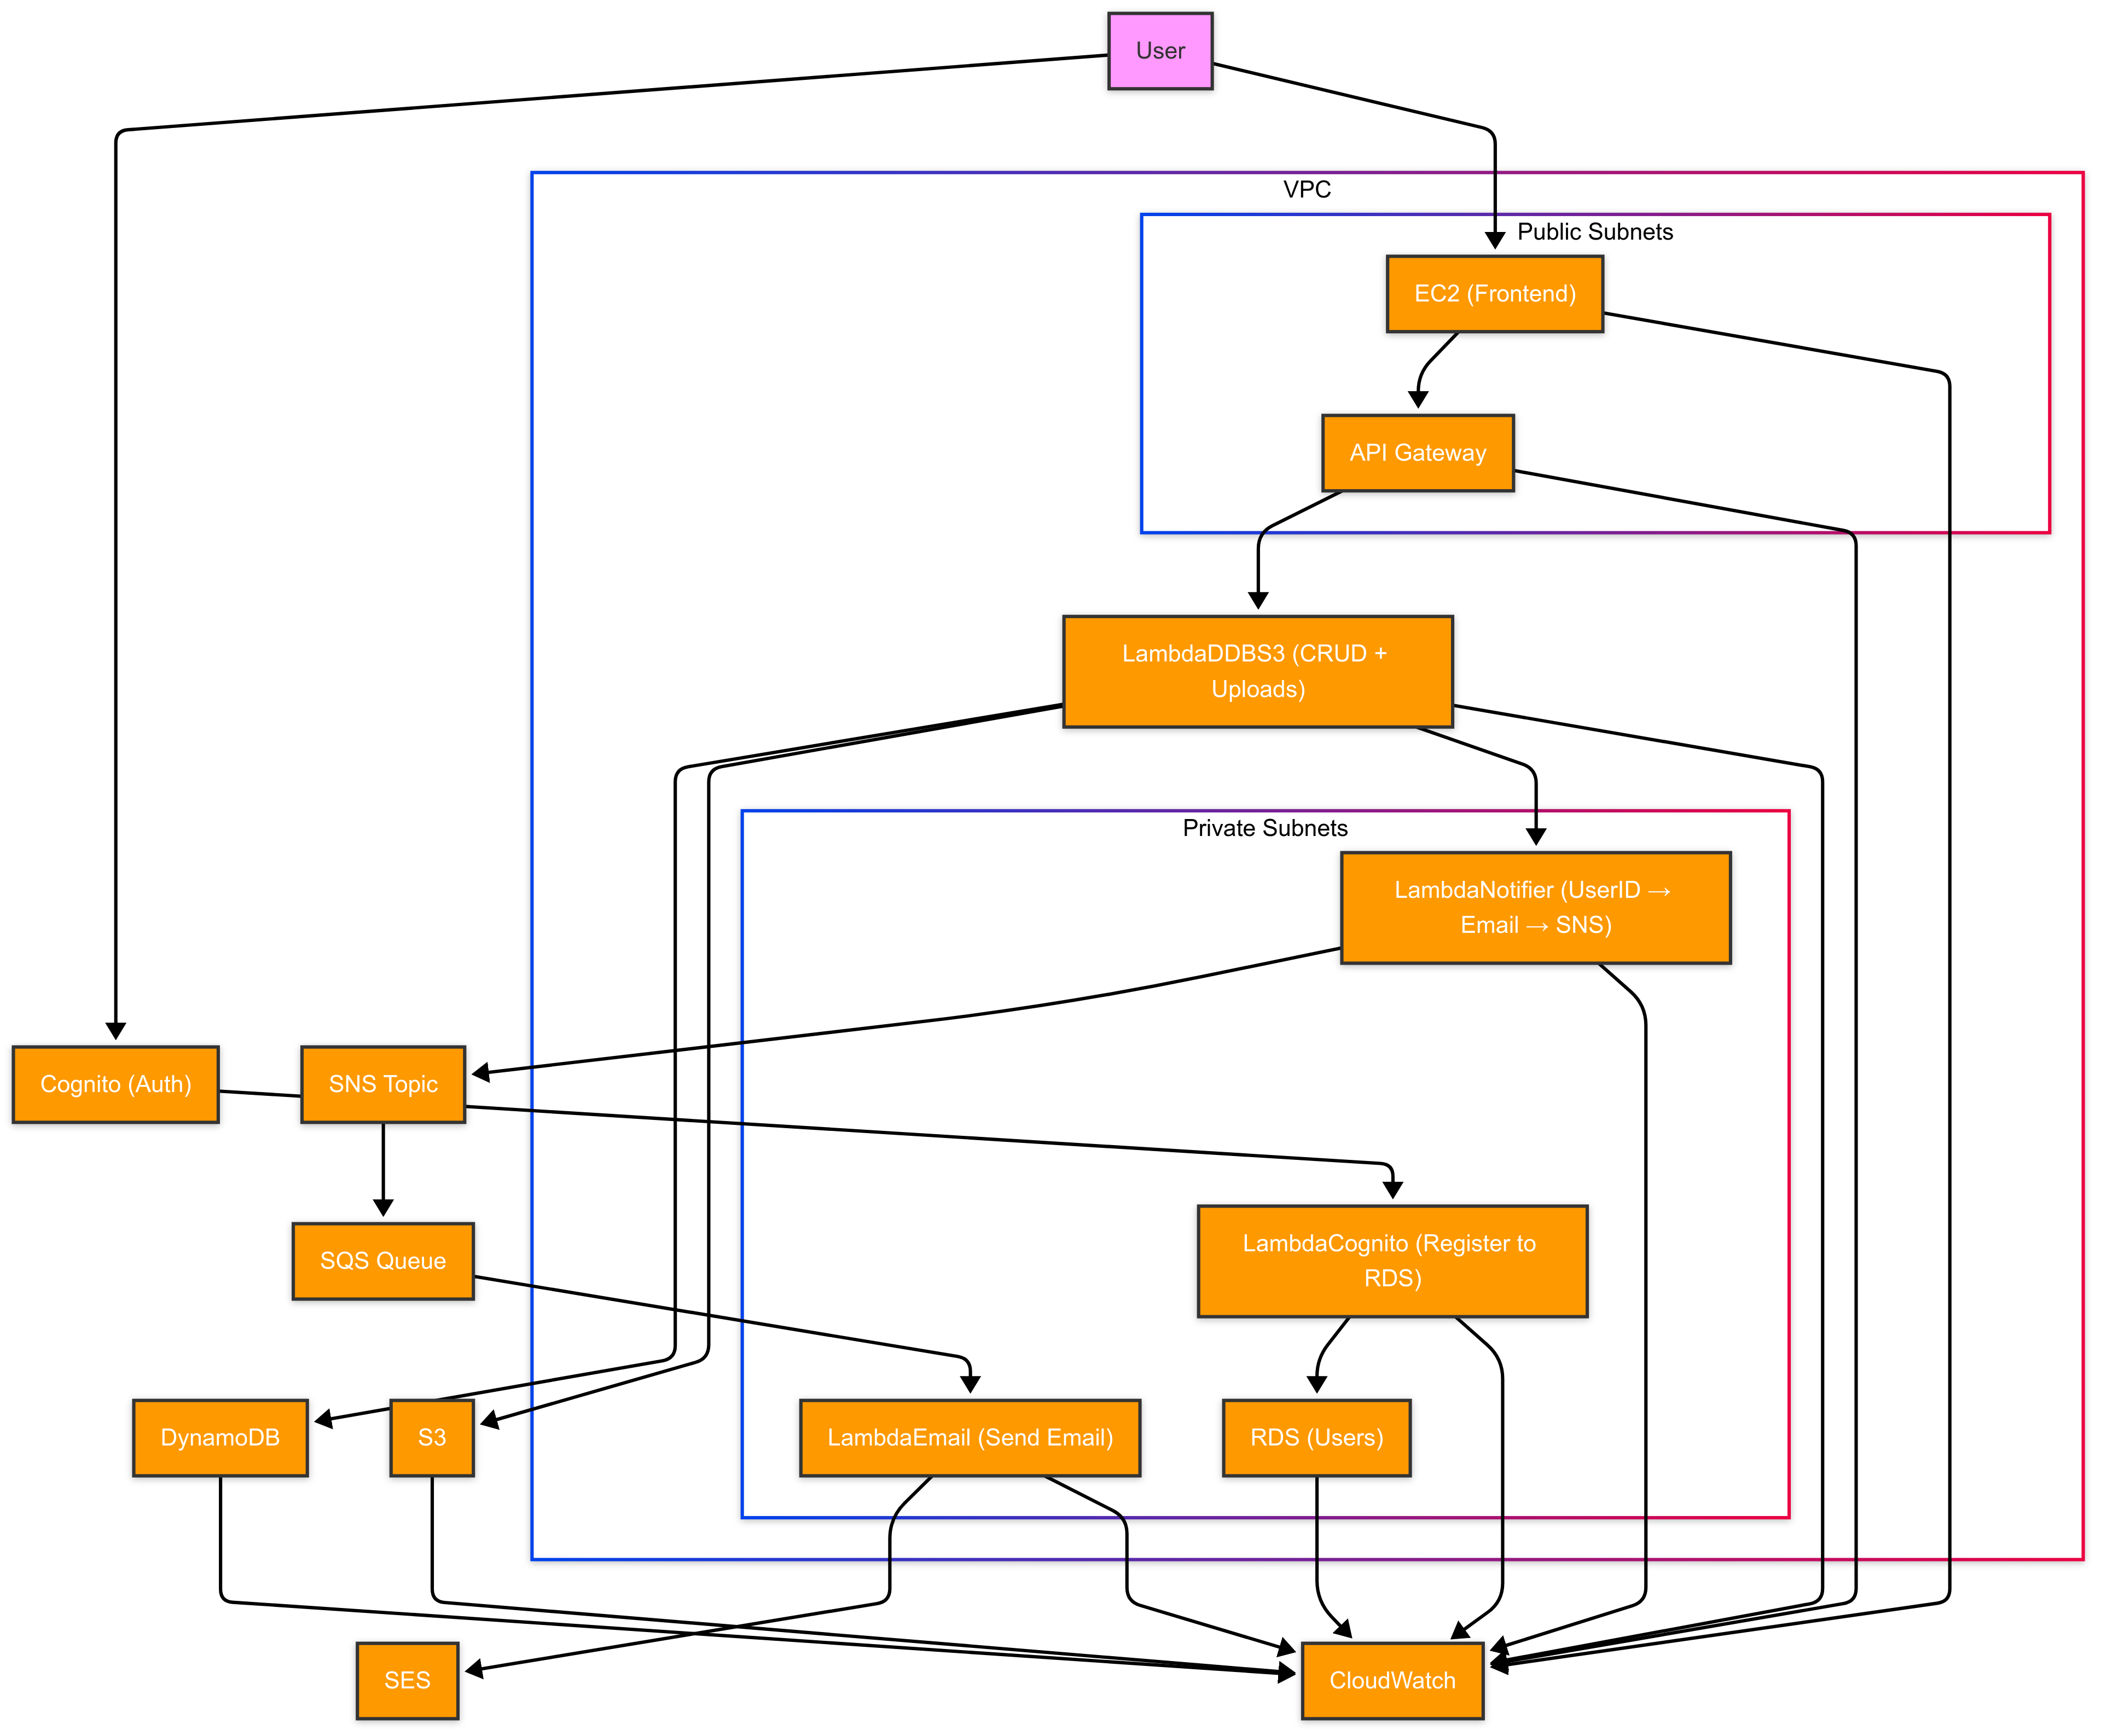 User
VPC
Public Subnets
EC2 (Frontend)
API Gateway
LambdaDDBS3 (CRUD +
Uploads)
Private Subnets
LambdaNotifier (UserID →
Email → SNS)
Cognito (Auth)
SNS Topic
SQS Queue
LambdaCognito (Register to
RDS)
DynamoDB
S3
LambdaEmail (Send Email)
RDS (Users)
SES
CloudWatch